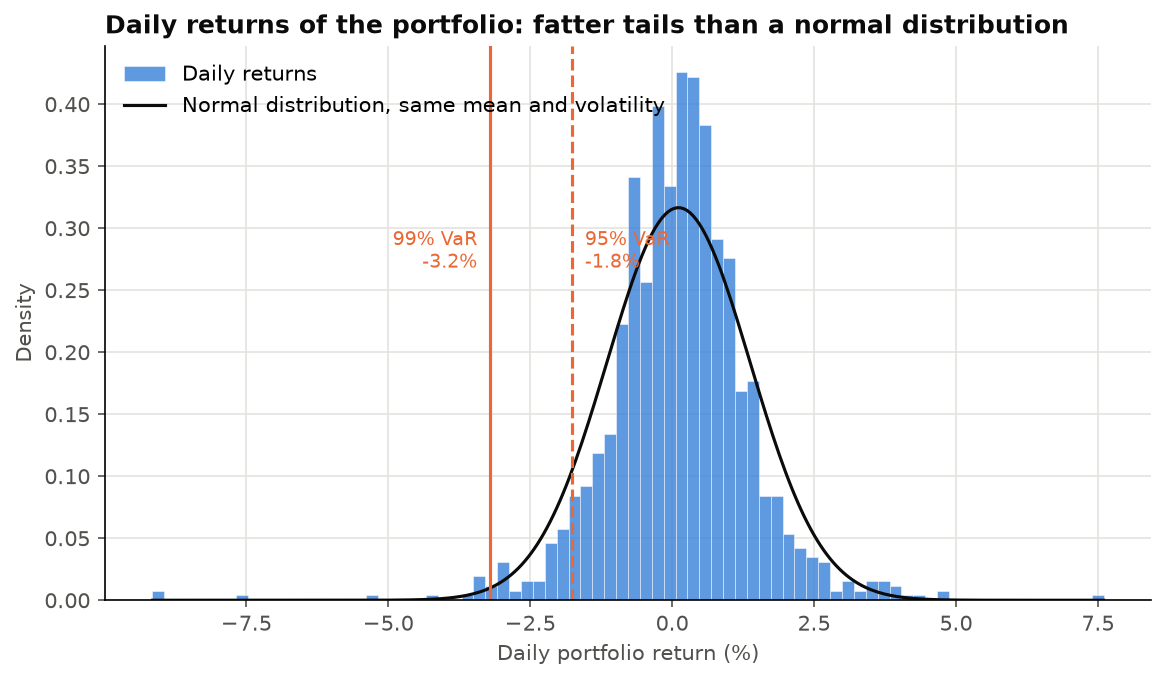 Daily returns of the portfolio: fatter tails than a normal distribution
Daily returns
Normal distribution, same mean and volatility
0.40
0.35
0.30
0.25
0.20
0.15
0.10
0.05
0.00
Density
99% VaR
-3.2%
95% VaR
-1.8%
−7.5
−5.0
−2.5
0.0
2.5
5.0
7.5
Daily portfolio return (%)